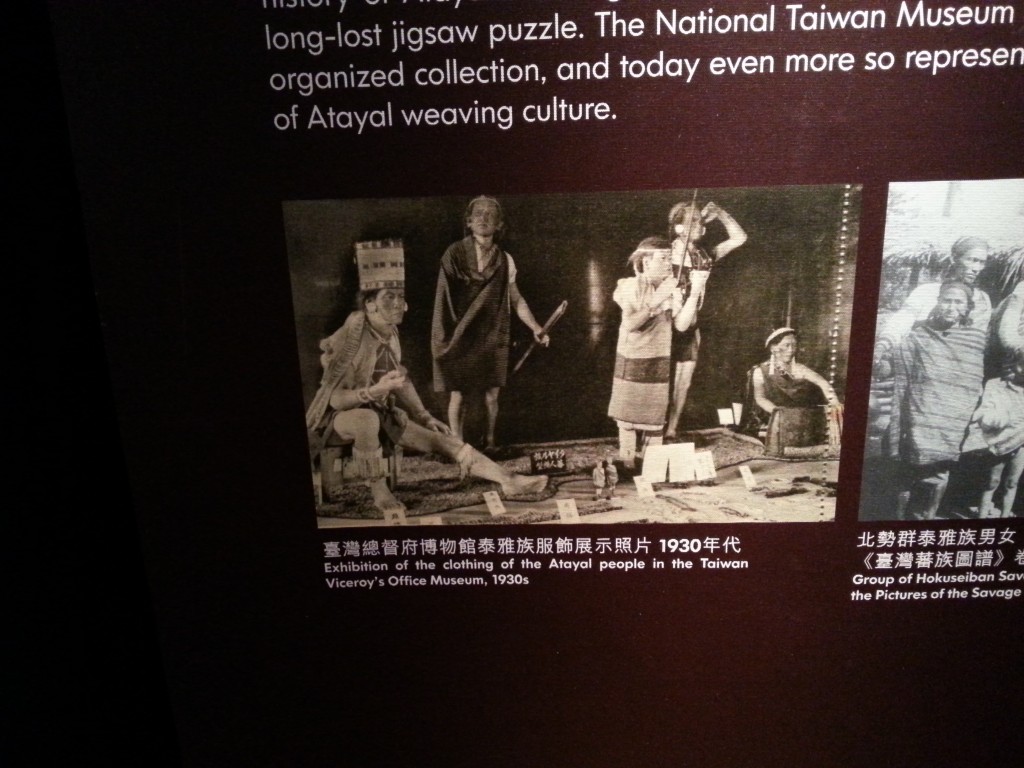 history of Atayal
long-lost jigsaw puzzle. The National Taiwan Museum
organized collection, and today even more so represen
of Atayal weaving culture.
臺灣總督府博物館泰雅族服飾展示照片 1930年代
Exhibition of the clothing of the Atayal people in the Taiwan
Viceroy's Office Museum, 1930s
北勢群泰雅族男女
《臺灣蕃族圖譜》卷
Group of Hokuseiban Sava
the Pictures of the Savage